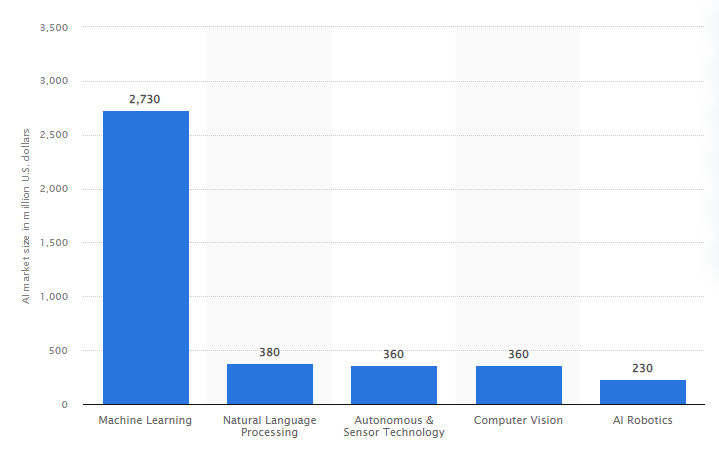 AI market size in million U.S. dollars
3,500
3,000
2,500
2,000
1,500
1,000
500
0
2,730
380
360
360
230
Machine Learning
Natural Language
Processing
Autonomous &
Sensor Technology
Computer Vision
AI Robotics